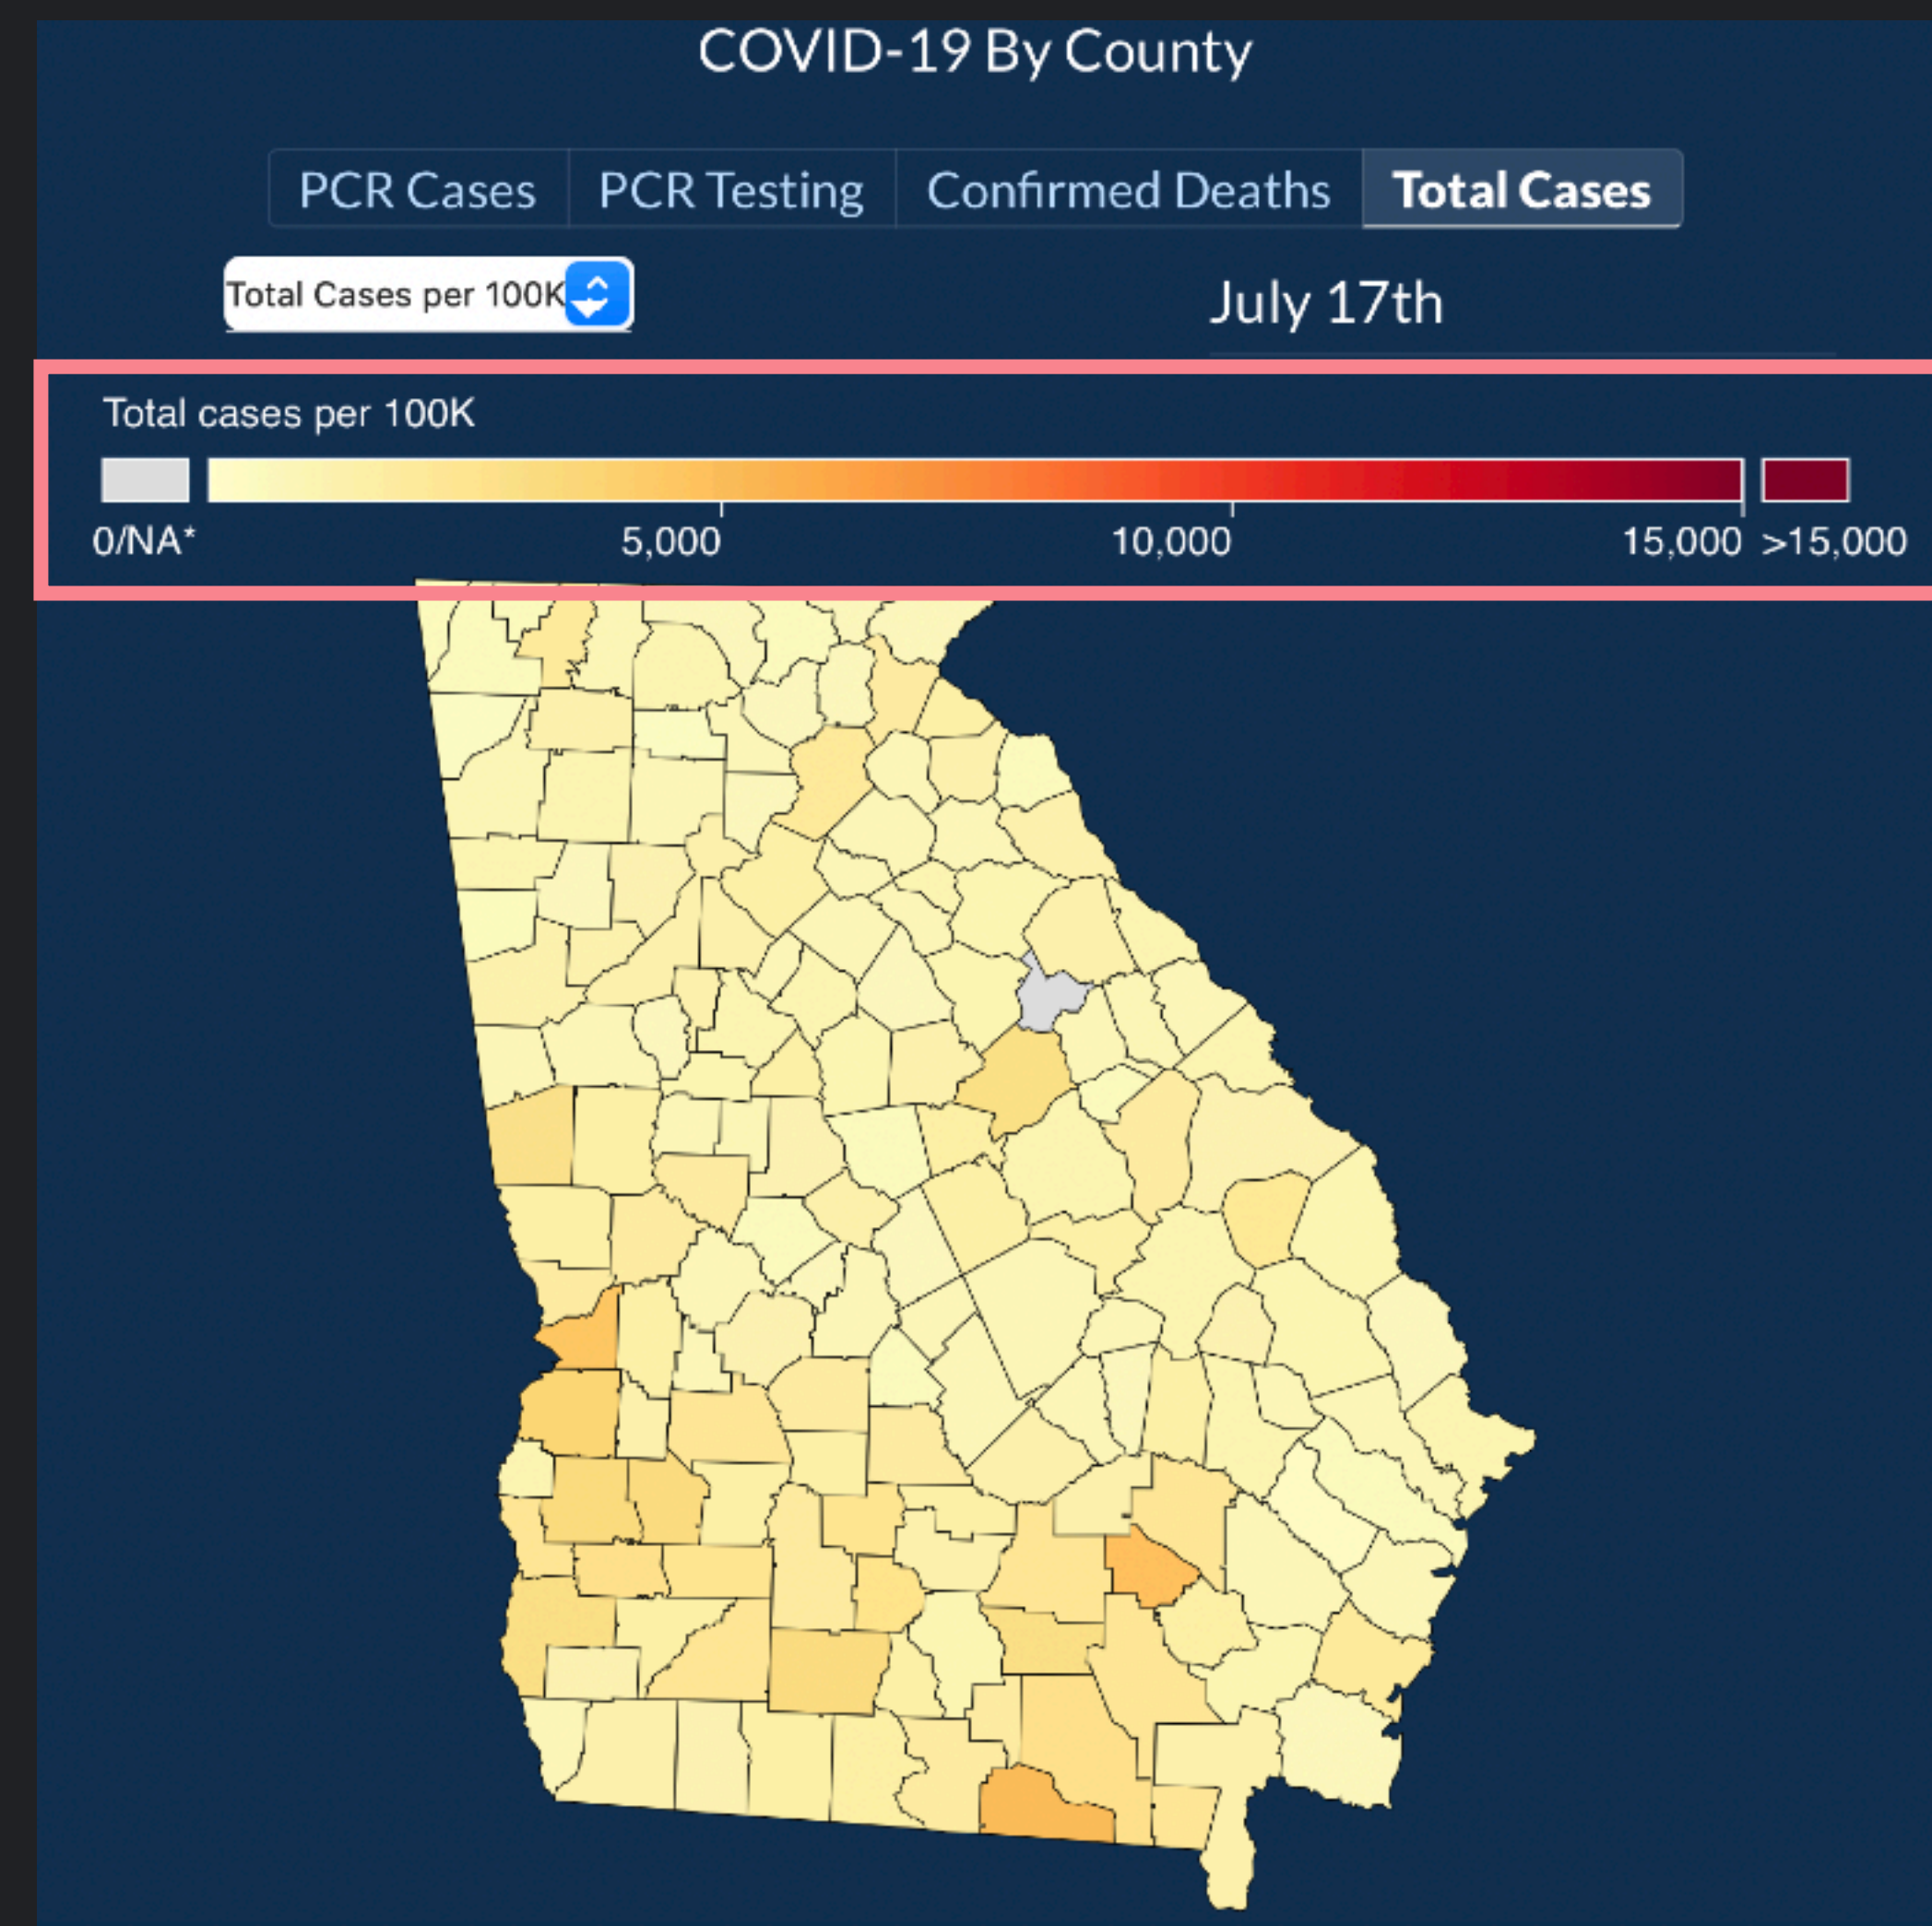 COVID-19 By County
PCR Cases PCR Testing Confirmed Deaths Total Cases
Total Cases per 100K July 17th
Total cases per 100K
0/NA* 5,000 10,000 15,000 >15,000